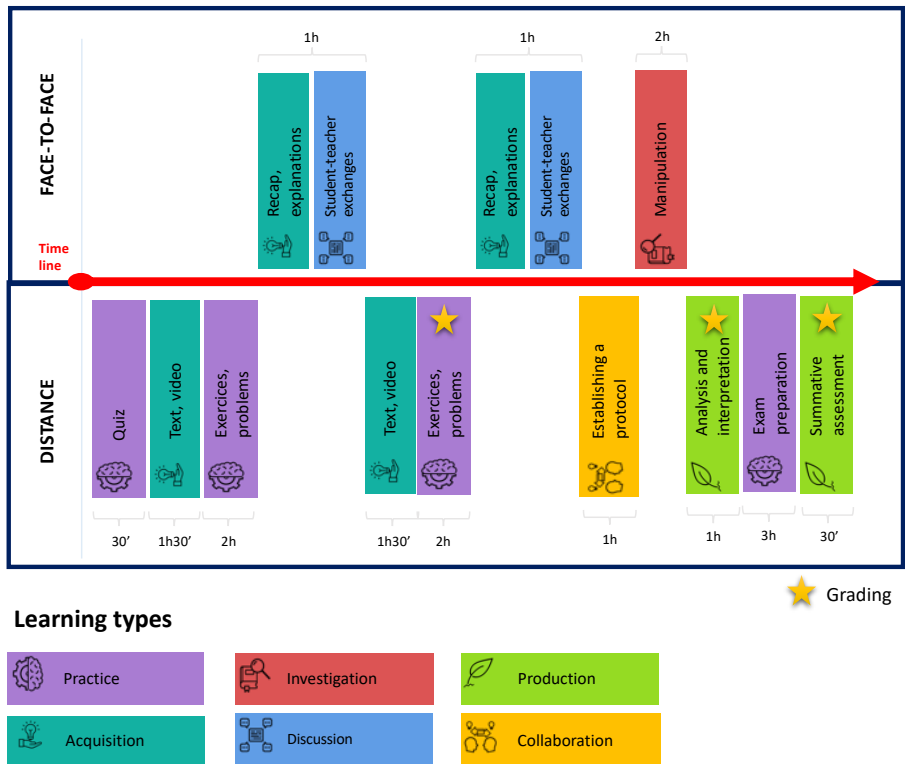 FACE-TO-FACE
1h
Recap,
explanations
Student-teacher
exchanges
1h
Recap,
explanations
Student-teacher
exchanges
2h
Manipulation
Time
line
DISTANCE
Quiz
Text, video
Exercices,
problems
Text, video
Exercices,
problems
Establishing a
protocol
Analysis and
interpretation
Exam
preparation
Summative
assessment
30’
1h30’
2h
1h30’
2h
1h
1h
3h
30’
Grading
Learning types
Practice
Investigation
Production
Acquisition
Discussion
Collaboration